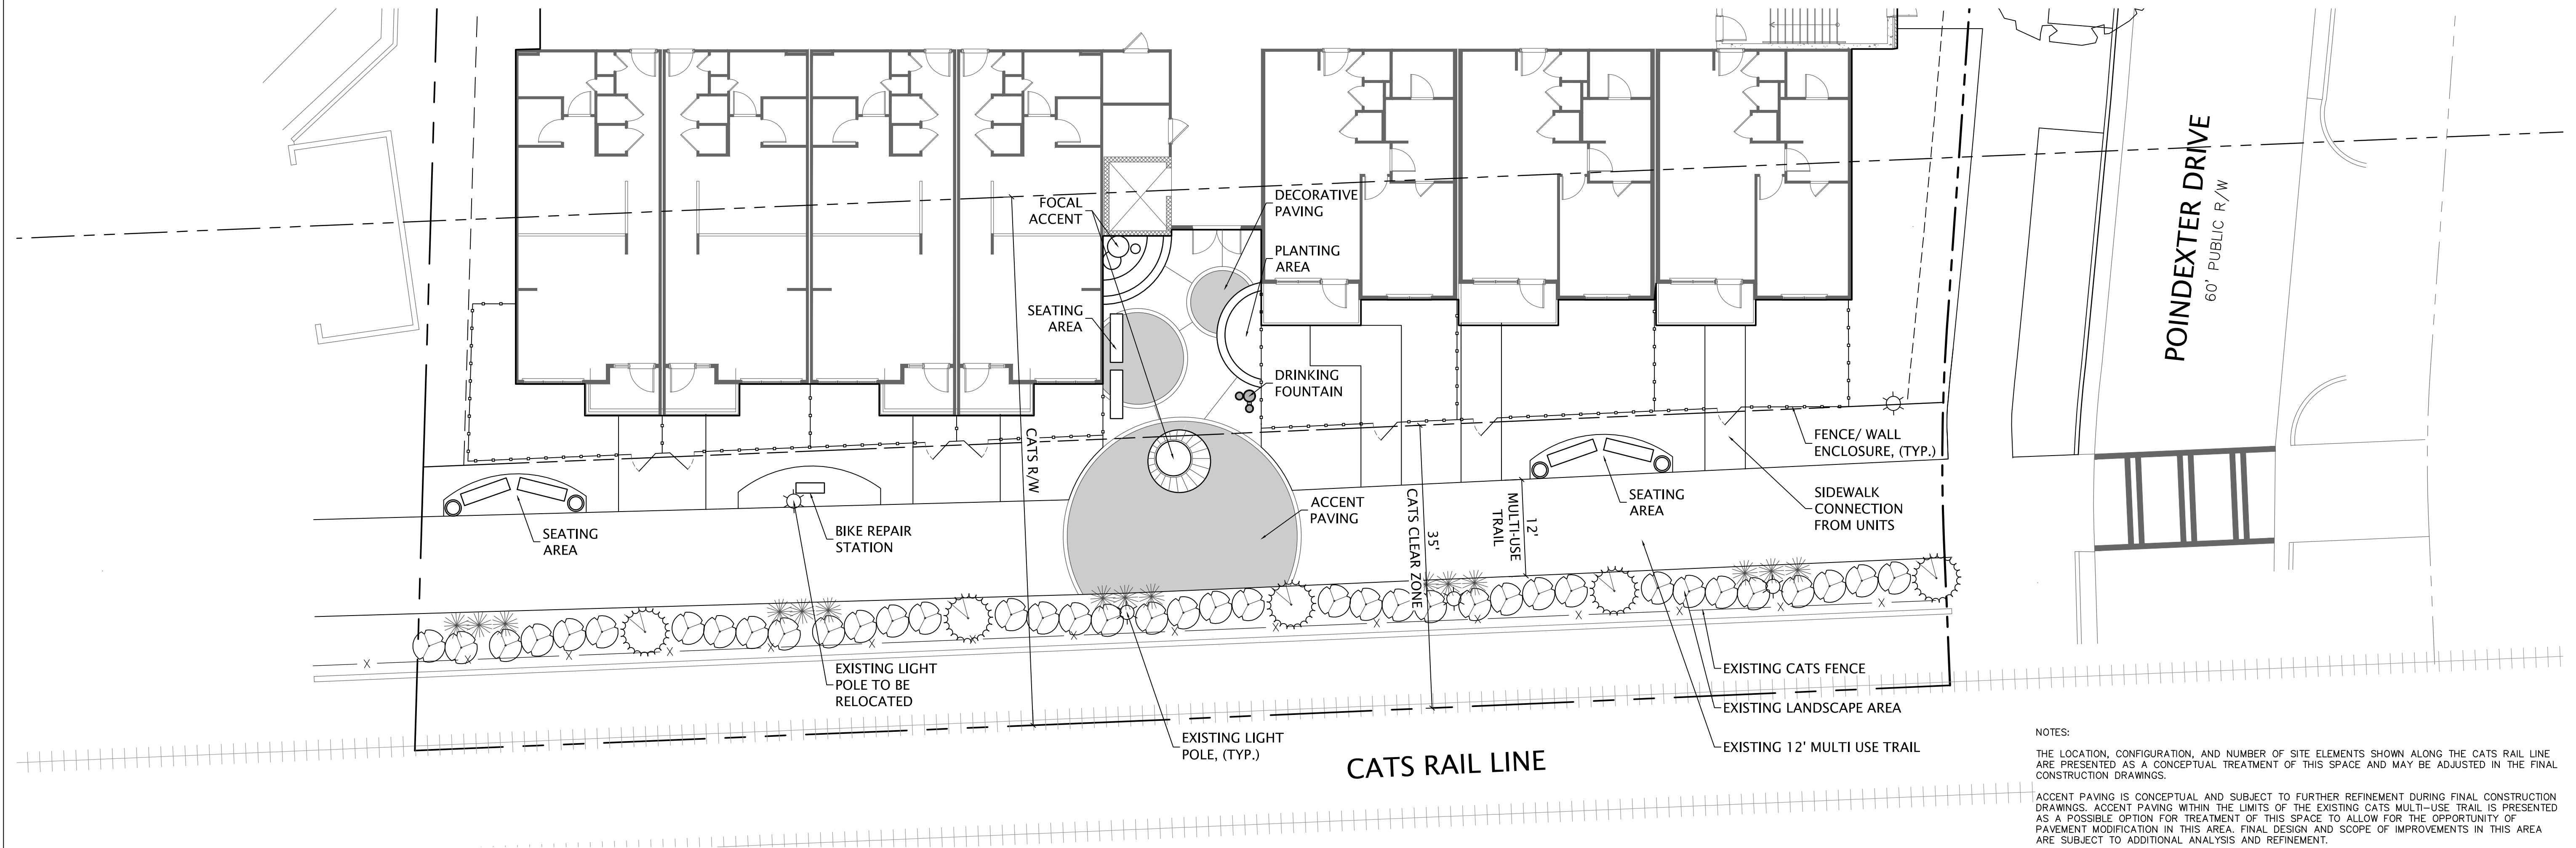 FOCAL
ACCENT
DECORATIVE
PAVING
PLANTING
AREA
SEATING
AREA
DRINKING
FOUNTAIN
CATS R/W
POINDEXTER DRIVE
60' PUBLIC R/W
FENCE/ WALL
ENCLOSURE, (TYP.)
SEATING
AREA
BIKE REPAIR
STATION
ACCENT
PAVING
35'
CATS CLEAR ZONE
12'
MULTI-USE
TRAIL
SEATING
AREA
SIDEWALK
CONNECTION
FROM UNITS
X X X X X X X X X X X X X X X X
EXISTING LIGHT
POLE TO BE
RELOCATED
EXISTING LIGHT
POLE, (TYP.)
EXISTING CATS FENCE
EXISTING LANDSCAPE AREA
EXISTING 12' MULTI USE TRAIL
CATS RAIL LINE
NOTES:
THE LOCATION, CONFIGURATION, AND NUMBER OF SITE ELEMENTS SHOWN ALONG THE CATS RAIL LINE
ARE PRESENTED AS A CONCEPTUAL TREATMENT OF THIS SPACE AND MAY BE ADJUSTED IN THE FINAL
CONSTRUCTION DRAWINGS.
ACCENT PAVING IS CONCEPTUAL AND SUBJECT TO FURTHER REFINEMENT DURING FINAL CONSTRUCTION
DRAWINGS. ACCENT PAVING WITHIN THE LIMITS OF THE EXISTING CATS MULTI-USE TRAIL IS PRESENTED
AS A POSSIBLE OPTION FOR TREATMENT OF THIS SPACE TO ALLOW FOR THE OPPORTUNITY OF
PAVEMENT MODIFICATION IN THIS AREA. FINAL DESIGN AND SCOPE OF IMPROVEMENTS IN THIS AREA
ARE SUBJECT TO ADDITIONAL ANALYSIS AND REFINEMENT.